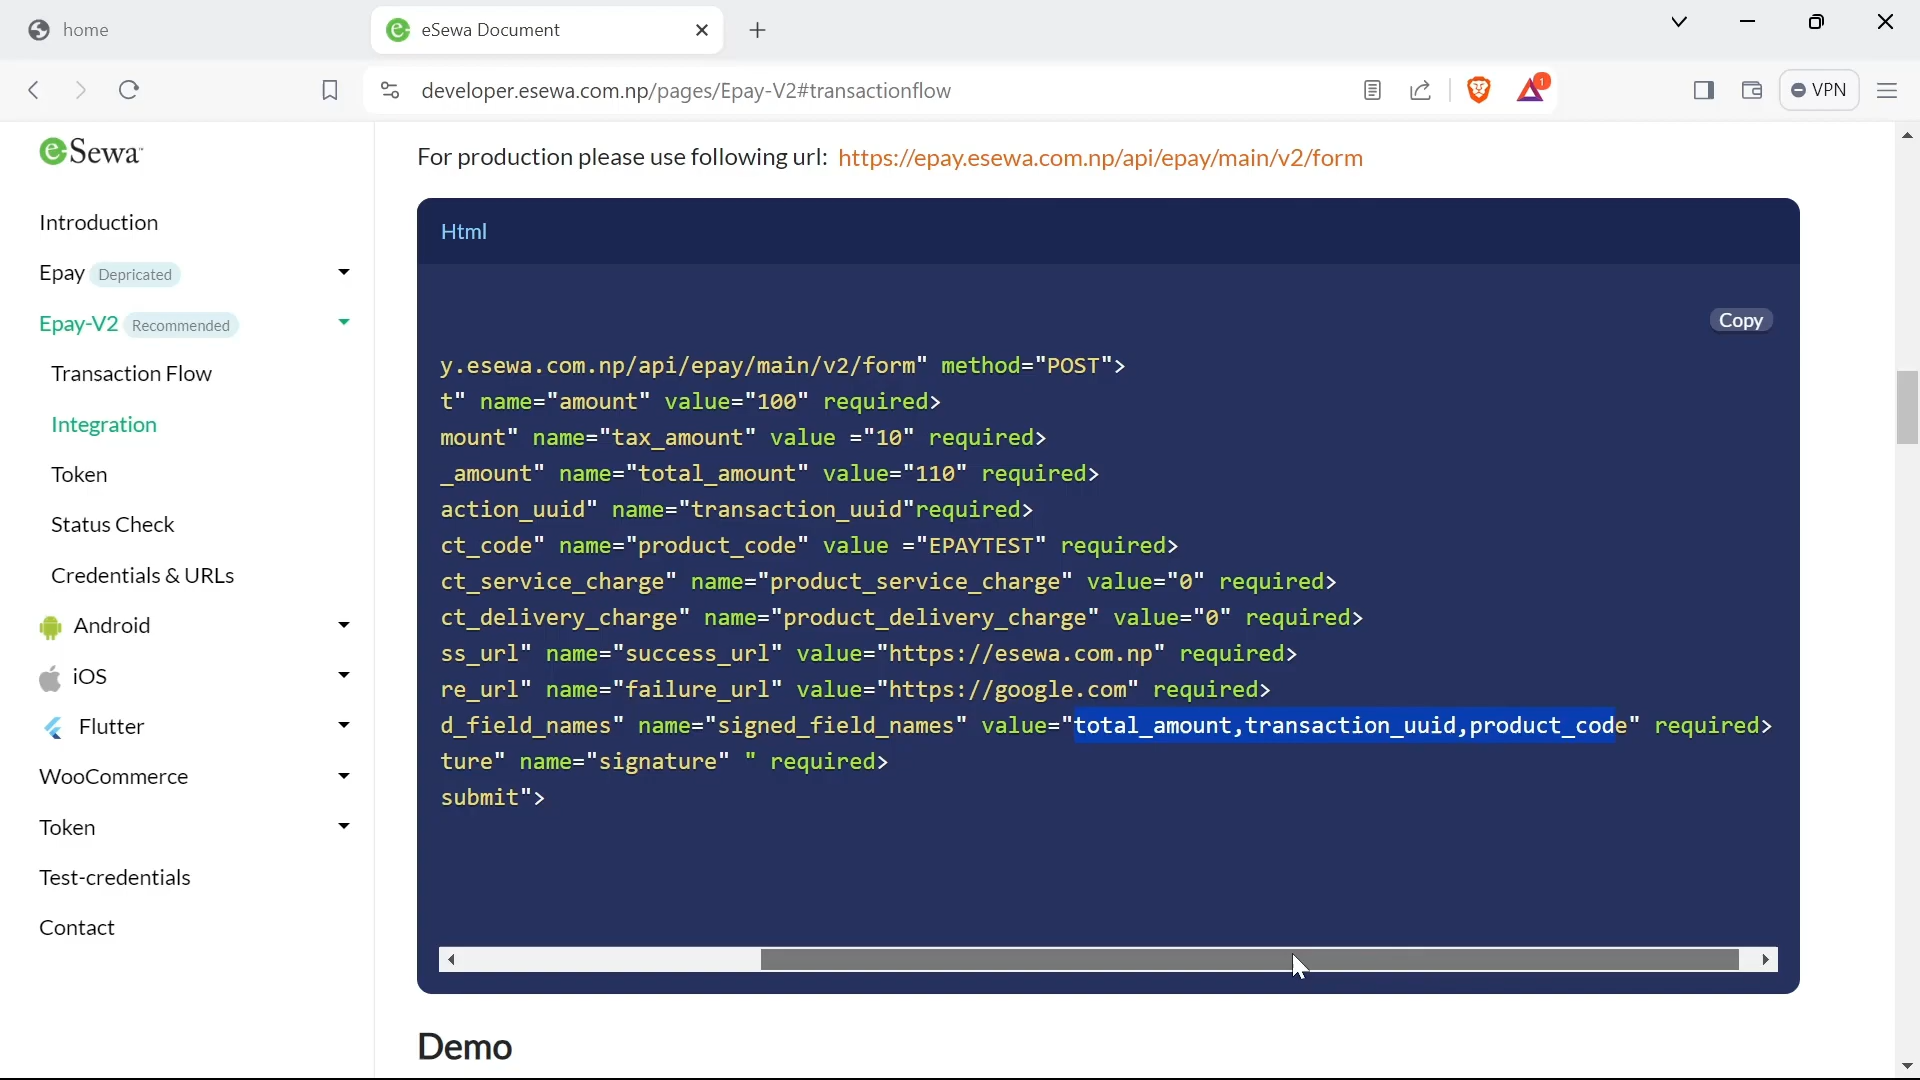 home
eSewa Document
developer.esewa.com.np/pages/Epay-V2#transactionflow
1
VPN
eSewa
Introduction
Epay Depricated
Epay-V2 Recommended
Transaction Flow
Integration
Token
Status Check
Credentials & URLs
Android
iOS
Flutter
WooCommerce
Token
Test-credentials
Contact
For production please use following url: https://epay.esewa.com.np/api/epay/main/v2/form
Html
Copy
y.esewa.com.np/api/epay/main/v2/form" method="POST">
t" name="amount" value="100" required>
mount" name="tax_amount" value ="10" required>
_amount" name="total_amount" value="110" required>
action_uuid" name="transaction_uuid"required>
ct_code" name="product_code" value ="EPAYTEST" required>
ct_service_charge" name="product_service_charge" value="0" required>
ct_delivery_charge" name="product_delivery_charge" value="0" required>
ss_url" name="success_url" value="https://esewa.com.np" required>
re_url" name="failure_url" value="https://google.com" required>
d_field_names" name="signed_field_names" value="total_amount,transaction_uuid,product_code" required>
ture" name="signature" " required>
submit">
Demo